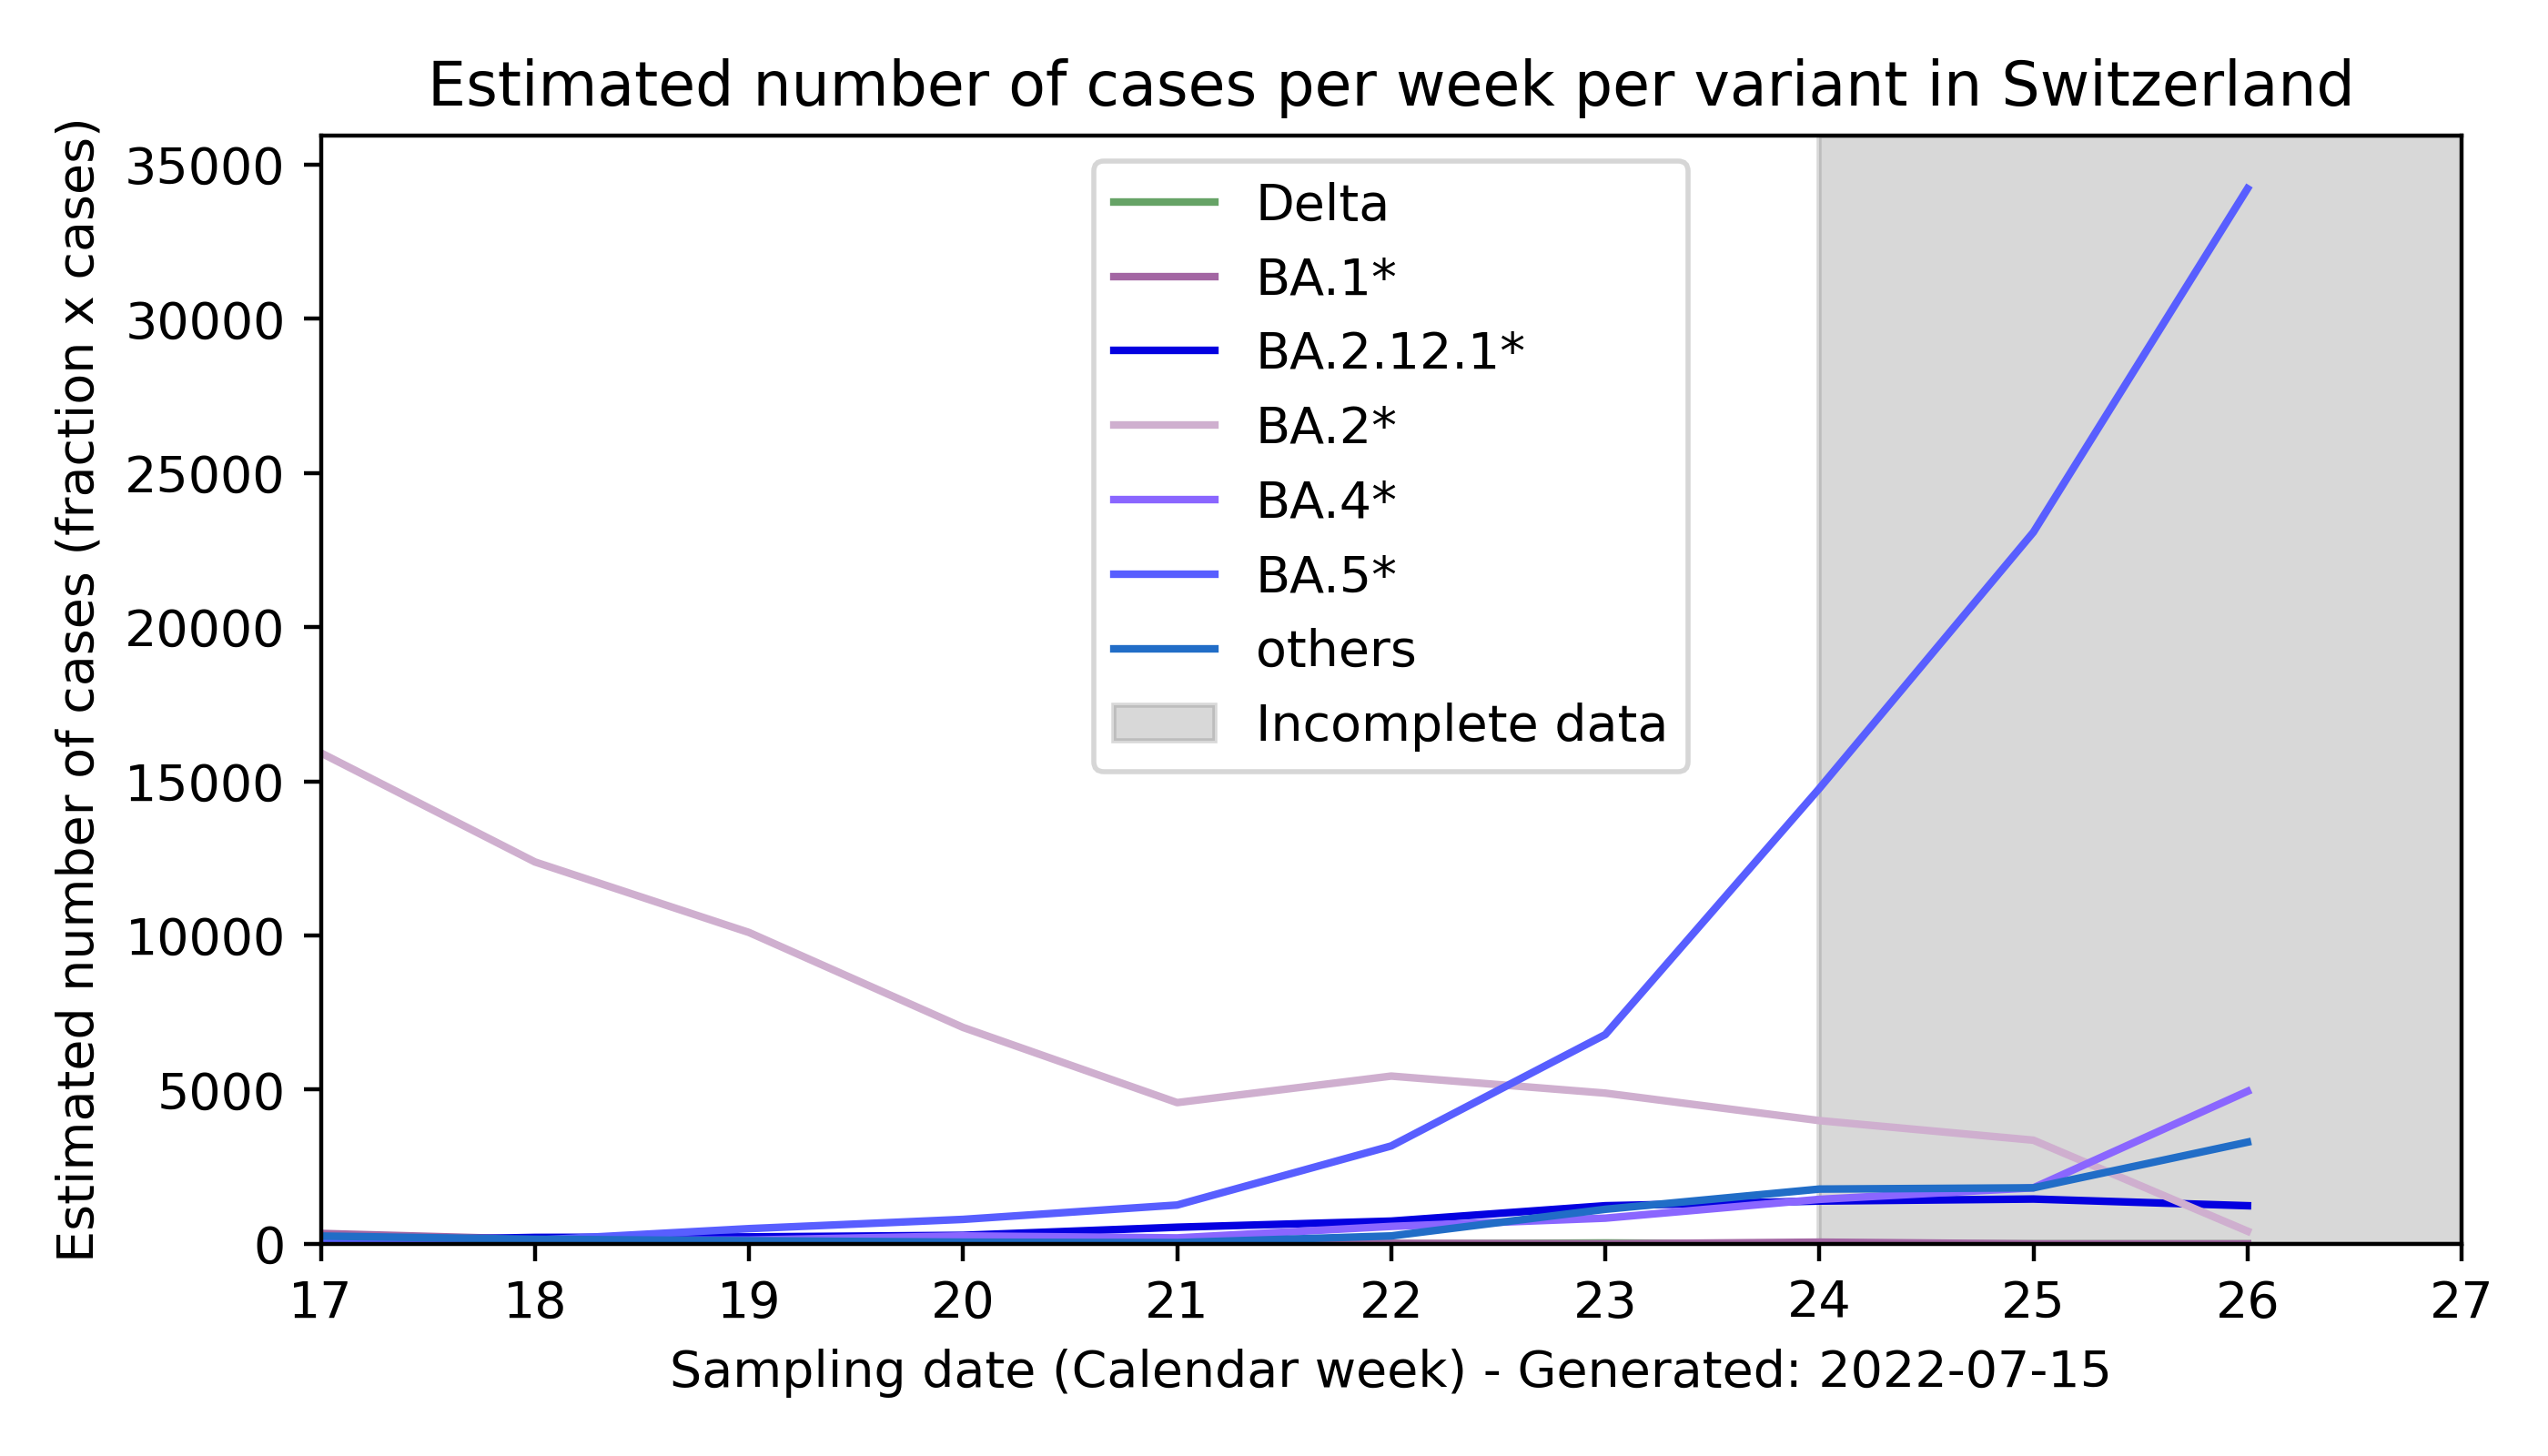 Estimated number of cases per week per variant in Switzerland
Estimated number of cases (fraction x cases)
35000
30000
25000
20000
15000
10000
5000
0
Delta
BA.1*
BA.2.12.1*
BA.2*
BA.4*
BA.5*
others
Incomplete data
17 18 19 20 21 22 23 24 25 26 27
Sampling date (Calendar week) - Generated: 2022-07-15